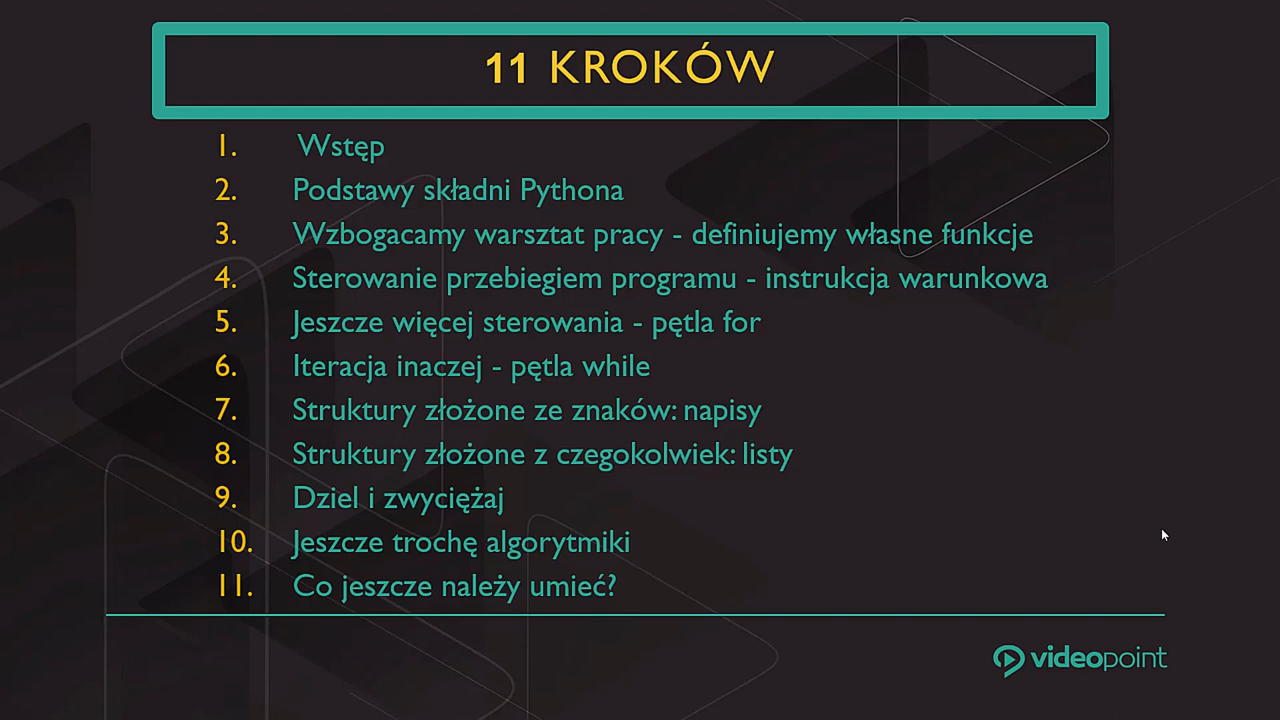 11 KROKÓW
1. Wstęp
2. Podstawy składni Pythona
3. Wzbogacamy warsztat pracy - definiujemy własne funkcje
4. Sterowanie przebiegiem programu - instrukcja warunkowa
5. Jeszcze więcej sterowania - pętla for
6. Iteracja inaczej - pętla while
7. Struktury złożone ze znaków: napisy
8. Struktury złożone z czegokolwiek: listy
9. Dziel i zwyciężaj
10. Jeszcze trochę algorytmiki
11. Co jeszcze należy umieć?
videopoint